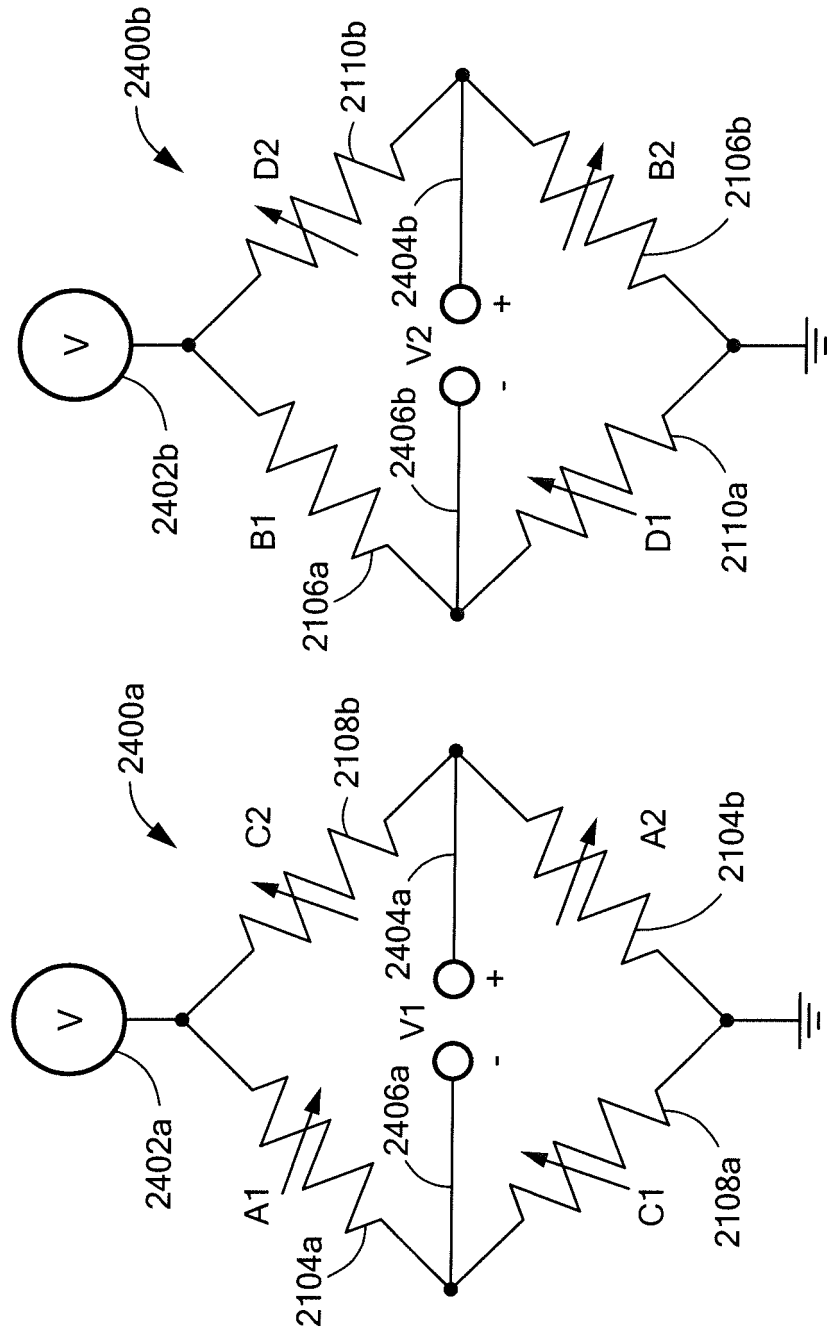 2400a
V
2402a
A1
2104a
C2
2108b
2404a
V1
+
-
2406a
C1
2108a
A2
2104b
2400b
V
2402b
B1
2106a
D2
2110b
2404b
V2
+
-
2406b
D1
2110a
B2
2106b